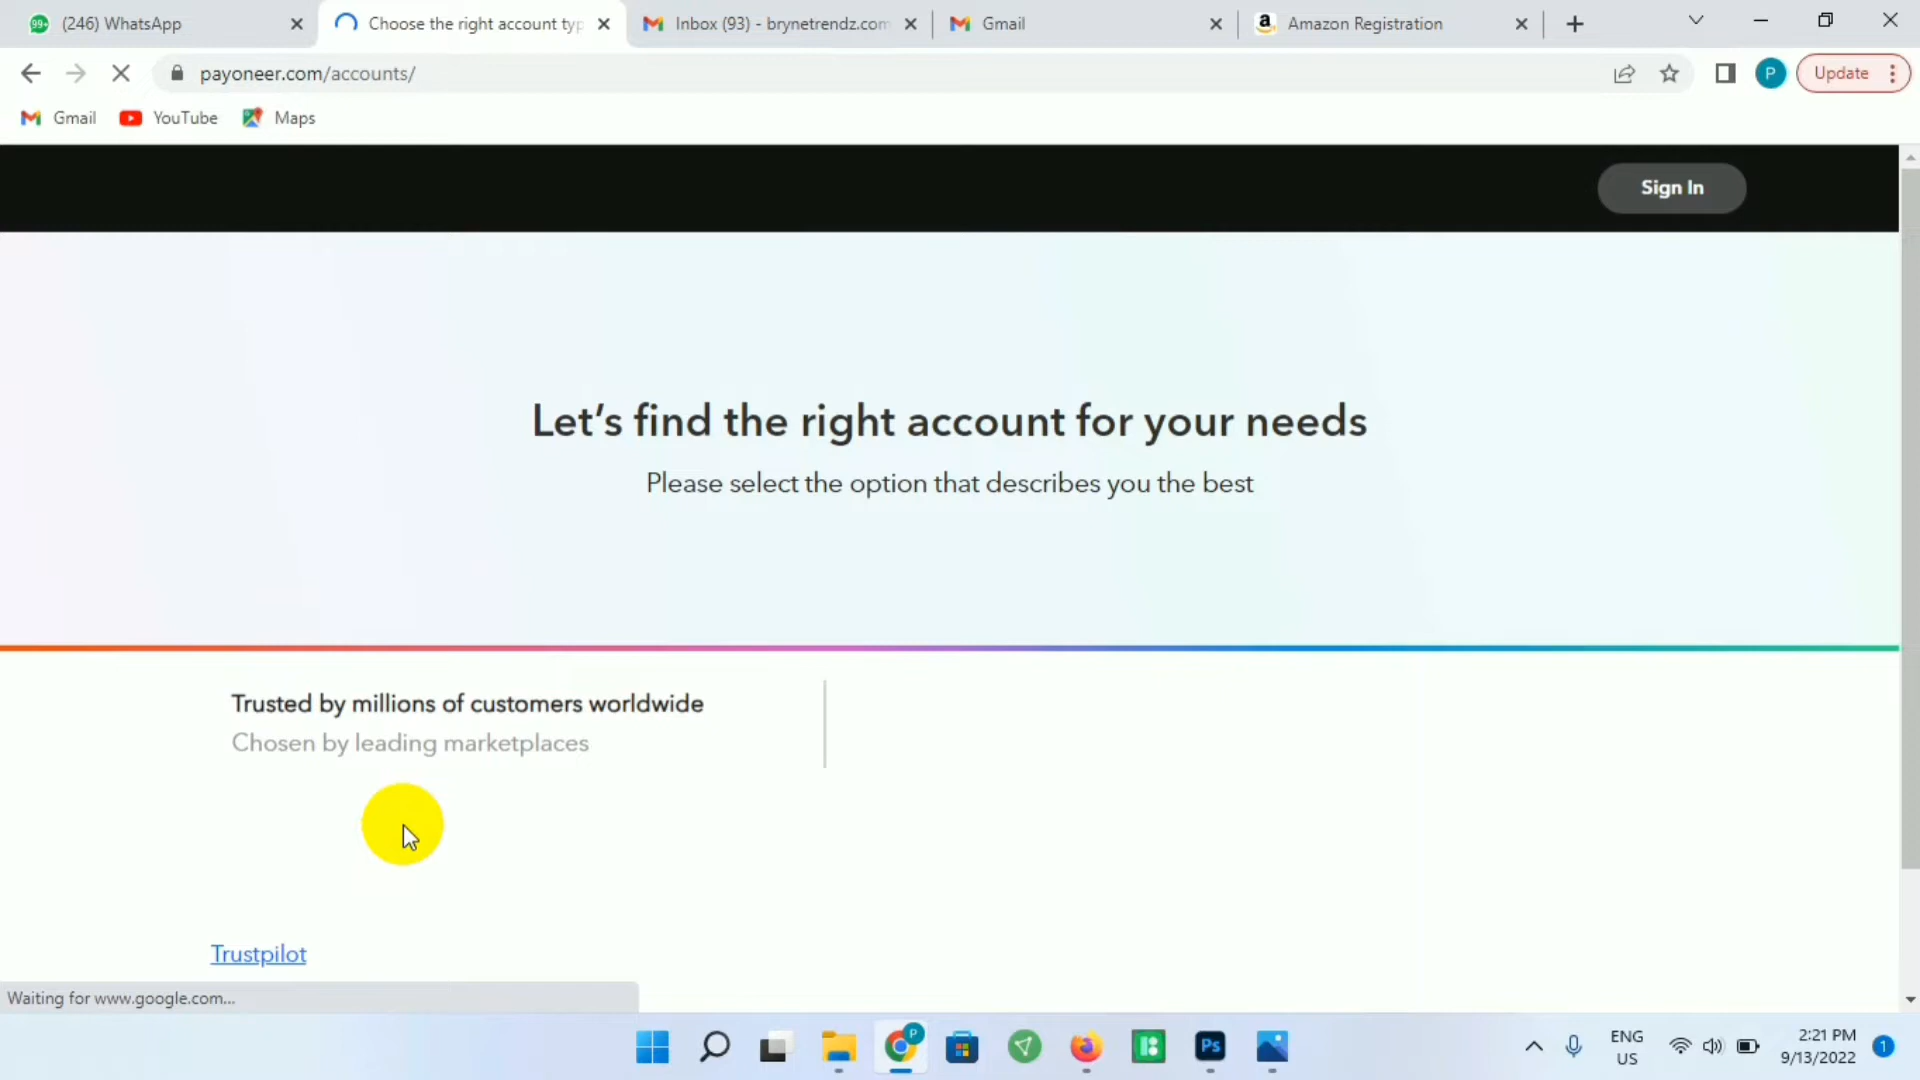 (246) WhatsApp
Choose the right account typ
Inbox (93) - brynetrendz.com
Gmail
Amazon Registration
payoneer.com/accounts/
P
Update
Gmail
YouTube
Maps
Sign In
Let’s find the right account for your needs
Please select the option that describes you the best
Trusted by millions of customers worldwide
Chosen by leading marketplaces
Trustpilot
Waiting for www.google.com...
P
Ps
ENG
US
2:21 PM
9/13/2022
1